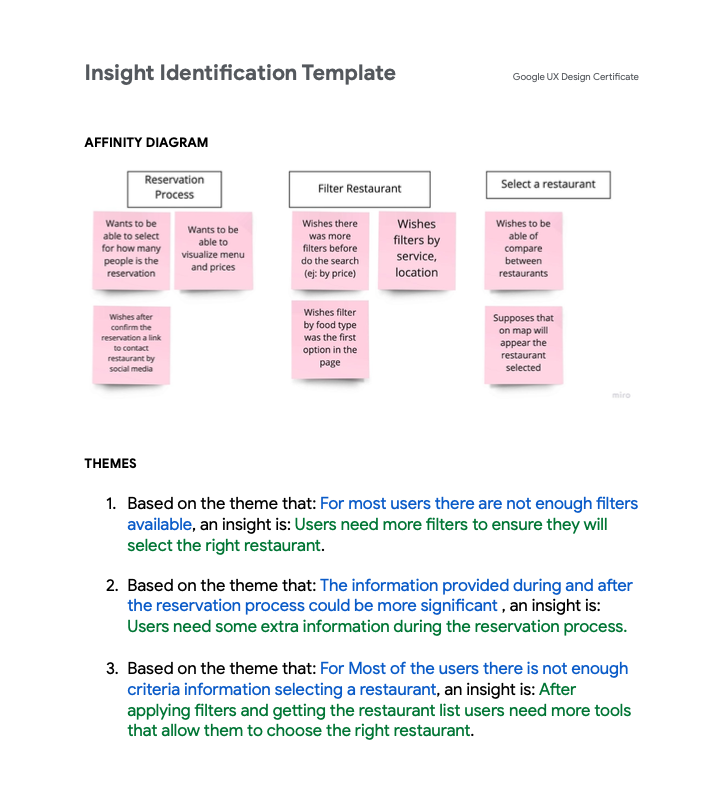 Insight Identification Template
Google UX Design Certificate
AFFINITY DIAGRAM
Reservation
Process
Wants to be
able to select
for how many
people is the
reservation
Wants to be
able to
visualize menu
and prices
Wishes after
confirm the
reservation a link
to contact
restaurant by
social media
Filter Restaurant
Wishes there
was more
filters before
do the search
(ej: by price)
Wishes
filters by
service,
location
Wishes filter
by food type
was the first
option in the
page
Select a restaurant
Wishes to be
able of
compare
between
restaurants
Supposes that
on map will
appear the
restaurant
selected
miro
THEMES
1. Based on the theme that: For most users there are not enough filters
available, an insight is: Users need more filters to ensure they will
select the right restaurant.
2. Based on the theme that: The information provided during and after
the reservation process could be more significant , an insight is:
Users need some extra information during the reservation process.
3. Based on the theme that: For Most of the users there is not enough
criteria information selecting a restaurant, an insight is: After
applying filters and getting the restaurant list users need more tools
that allow them to choose the right restaurant.